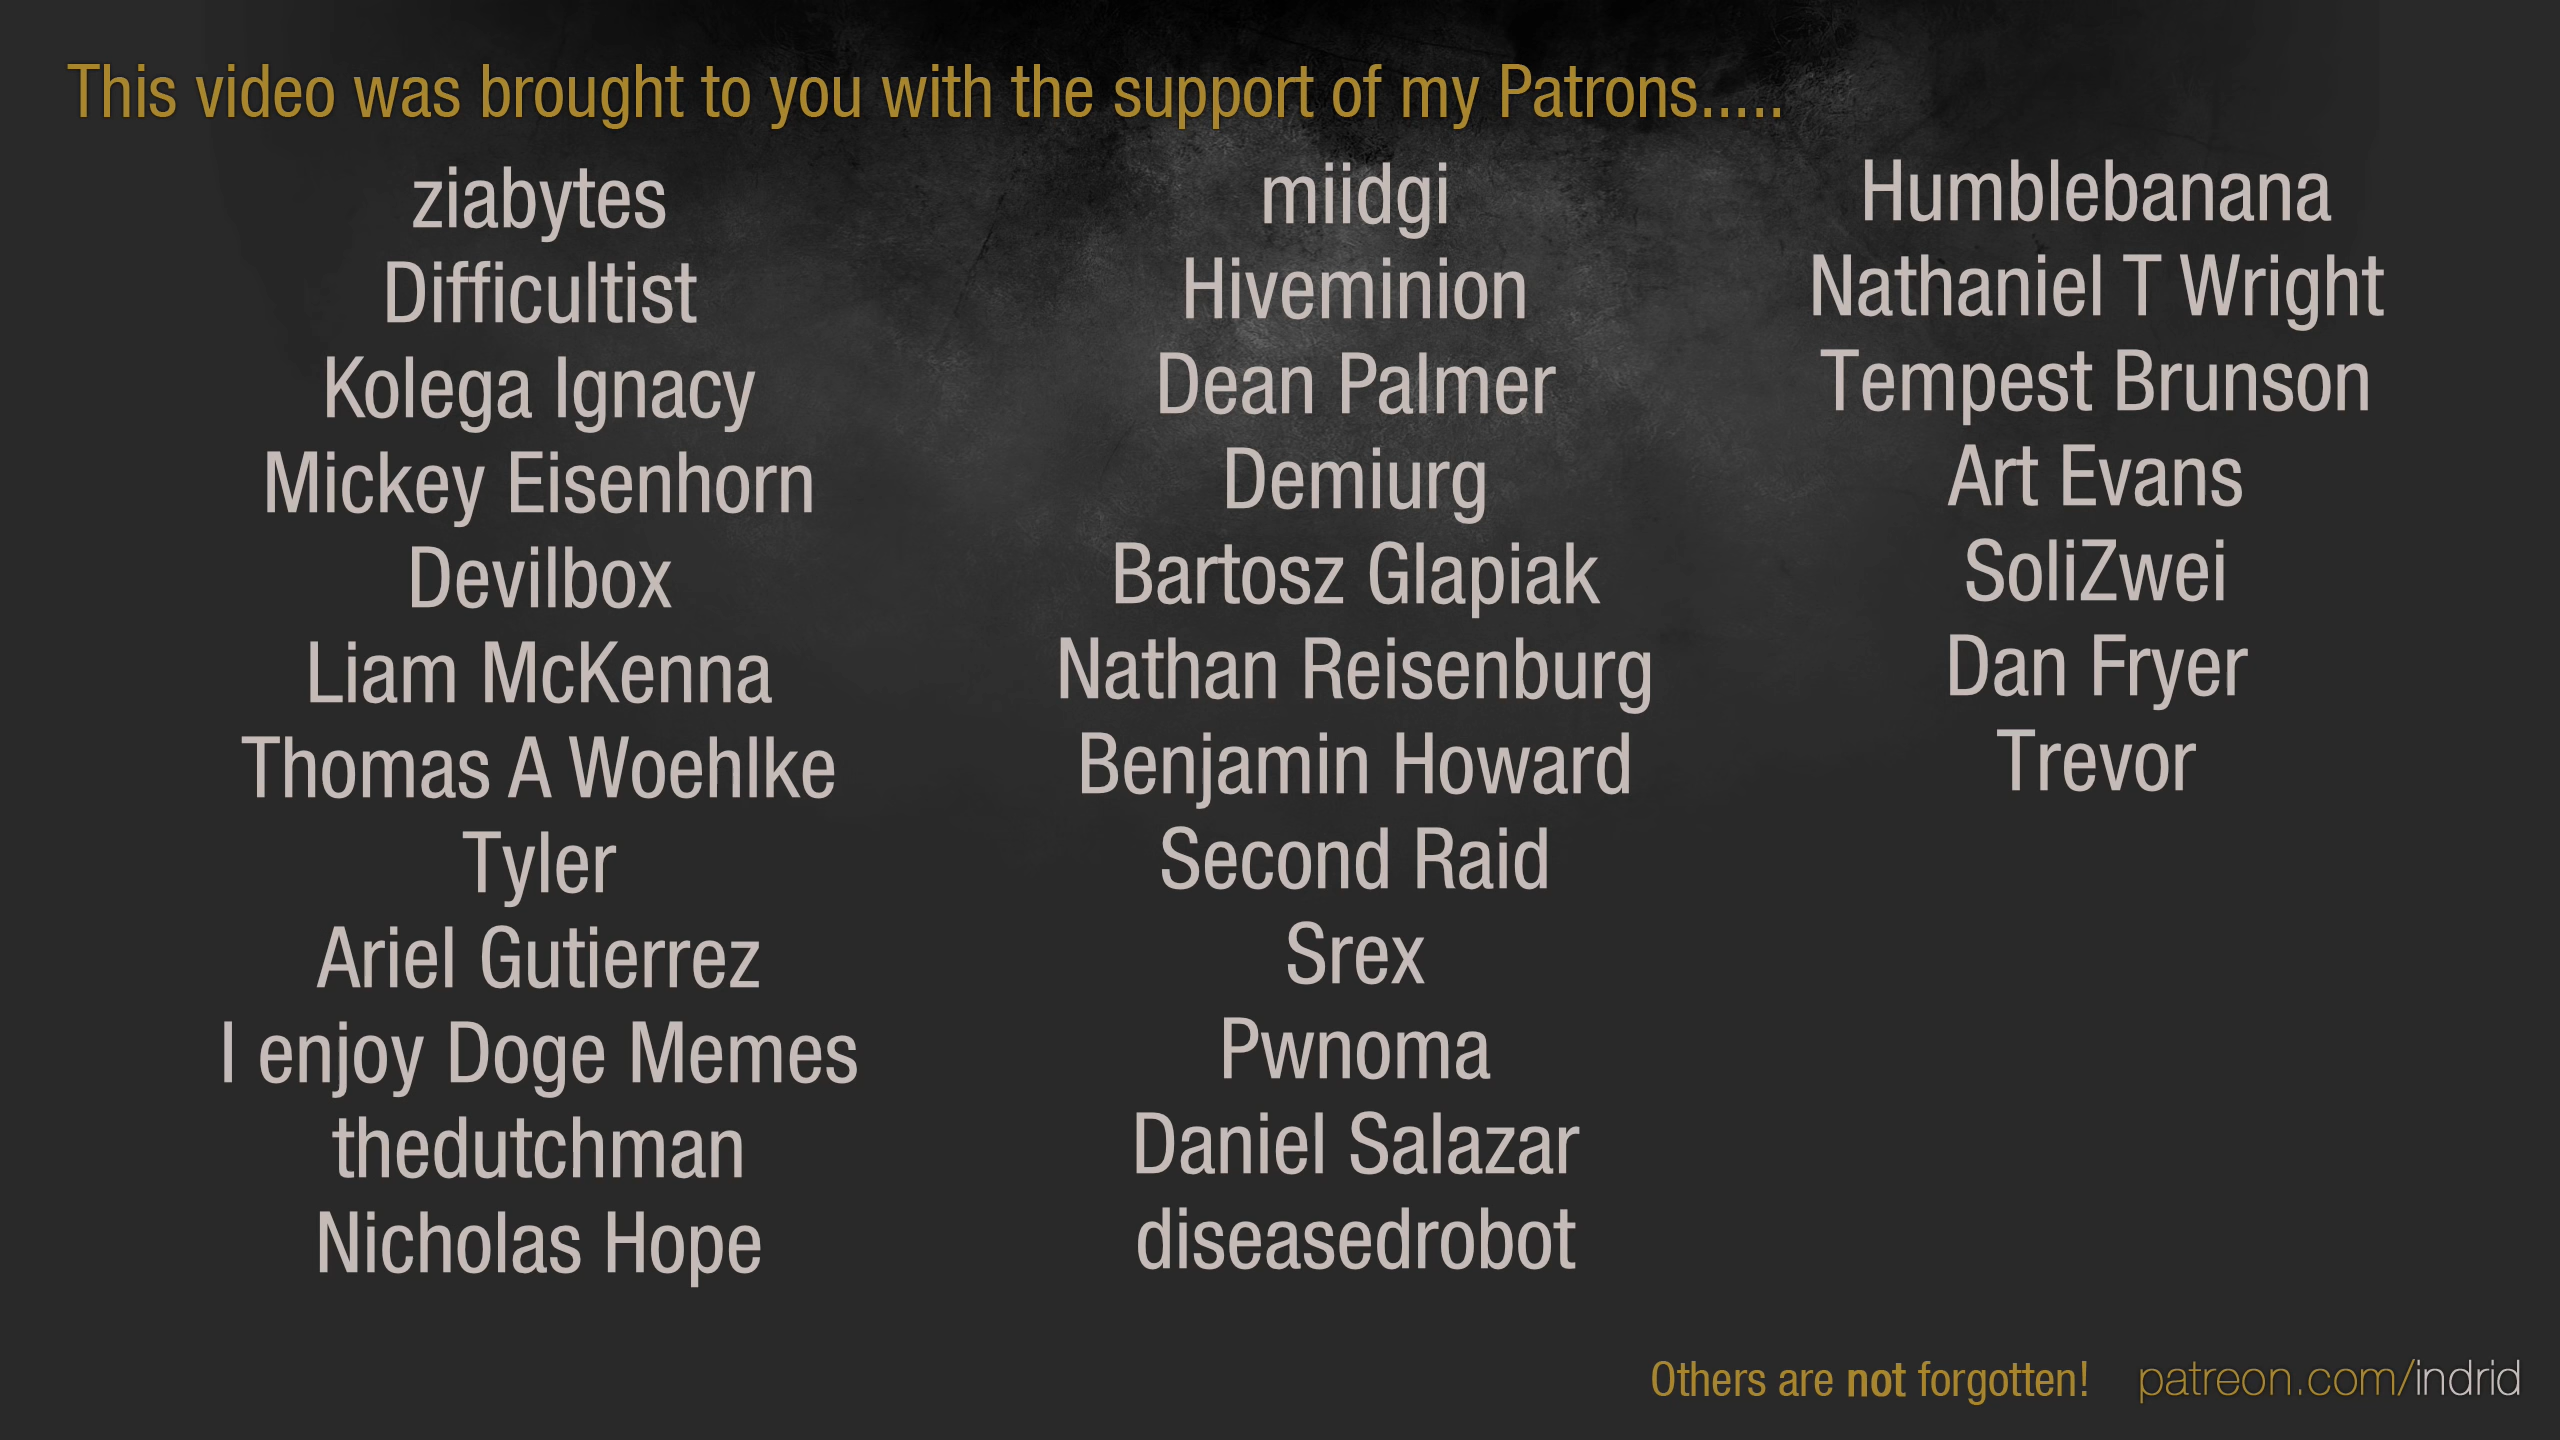 This video was brought to you with the support of my Patrons.....
ziabytes
Difficultist
Kolega Ignacy
Mickey Eisenhorn
Devilbox
Liam McKenna
Thomas A Woehlke
Tyler
Ariel Gutierrez
I enjoy Doge Memes
thedutchman
Nicholas Hope
miidgi
Hiveminion
Dean Palmer
Demiurg
Bartosz Glapiak
Nathan Reisenburg
Benjamin Howard
Second Raid
Srex
Pwnoma
Daniel Salazar
diseasedrobot
Humblebanana
Nathaniel T Wright
Tempest Brunson
Art Evans
SoliZwei
Dan Fryer
Trevor
Others are not forgotten! patreon.com/indrid